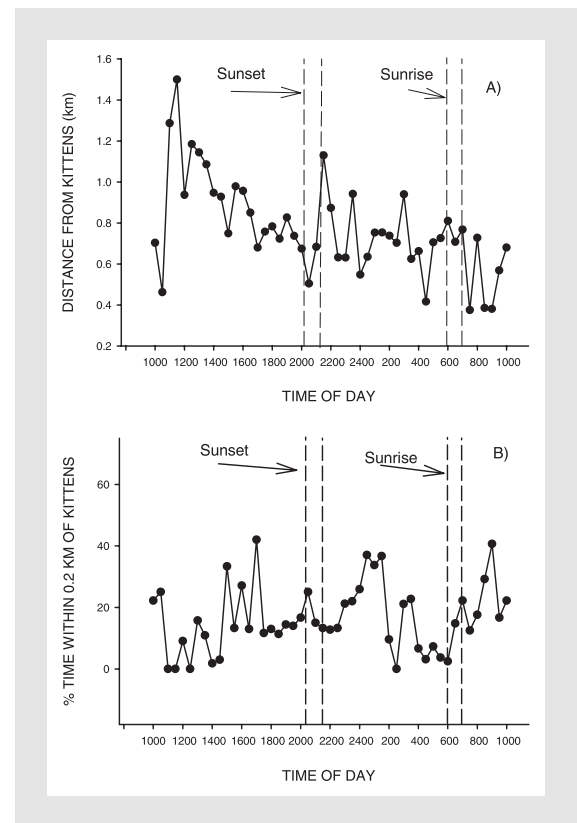 1.6
Sunset
Sunrise
A)
1.4
1.2
1.0
0.8
0.6
0.4
0.2
DISTANCE FROM KITTENS (km)
1000 1200 1400 1600 1800 2000 2200 2400 200 400 600 800 1000
TIME OF DAY
Sunset
Sunrise
B)
60
40
20
0
% TIME WITHIN 0.2 KM OF KITTENS
1000 1200 1400 1600 1800 2000 2200 2400 200 400 600 800 1000
TIME OF DAY